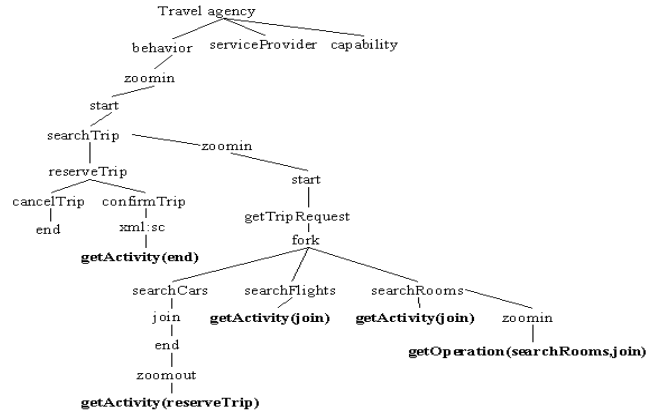 Travel agency
behavior serviceProvider capability
zoomin
start
searchTrip
zoomin
reserveTrip
start
cancelTrip confirmTrip
getTripRequest
end xml:sc
fork
getActivity(end)
searchCars searchFlights searchRooms
join getActivity(join) getActivity(join) zoomin
end
getOperation(searchRooms,join)
zoomout
getActivity(reserveTrip)